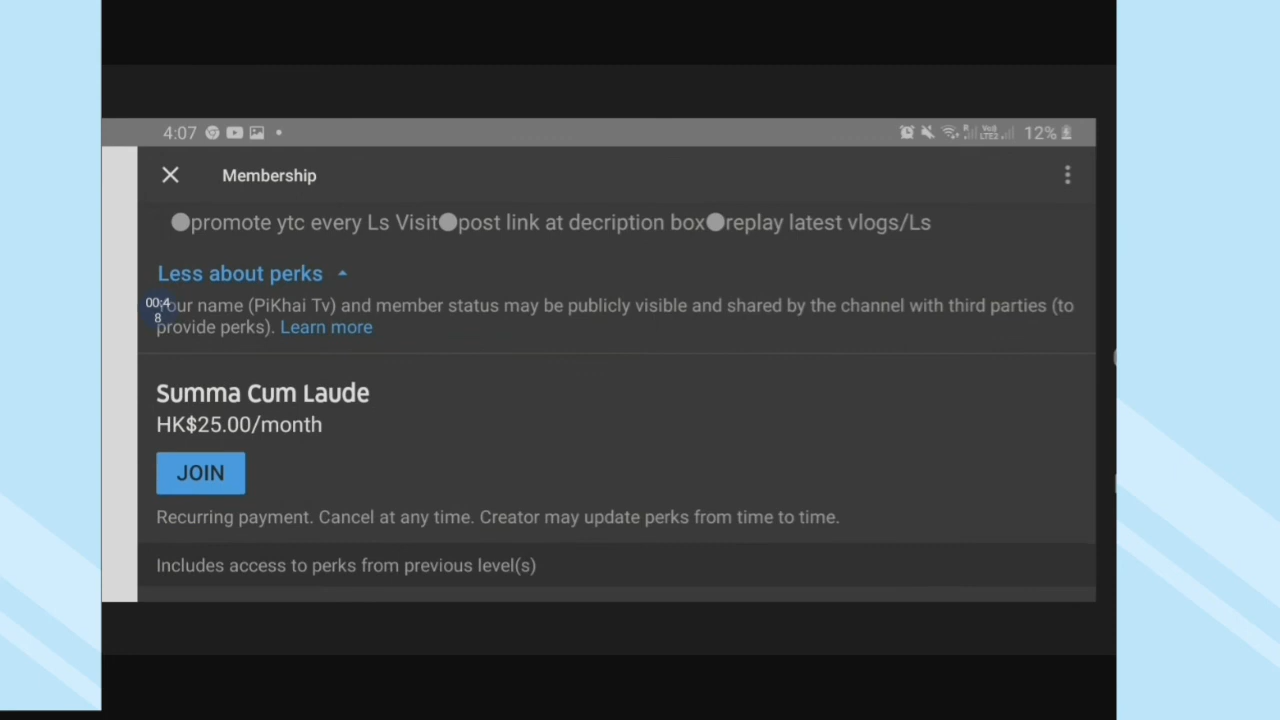 4:07
12%
Membership
promote ytc every Ls Visit●post link at decription box●replay latest vlogs/Ls
Less about perks
00:4
8
Your name (PiKhai Tv) and member status may be publicly visible and shared by the channel with third parties (to
provide perks). Learn more
Summa Cum Laude
HK$25.00/month
JOIN
Recurring payment. Cancel at any time. Creator may update perks from time to time.
Includes access to perks from previous level(s)